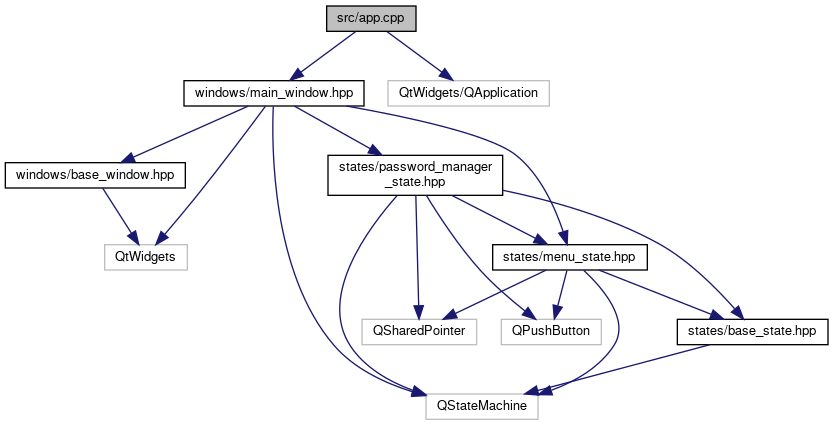 src/app.cpp
windows/main_window.hpp
QtWidgets/QApplication
windows/base_window.hpp
states/password_manager
_state.hpp
QtWidgets
states/menu_state.hpp
QSharedPointer
QPushButton
states/base_state.hpp
QStateMachine